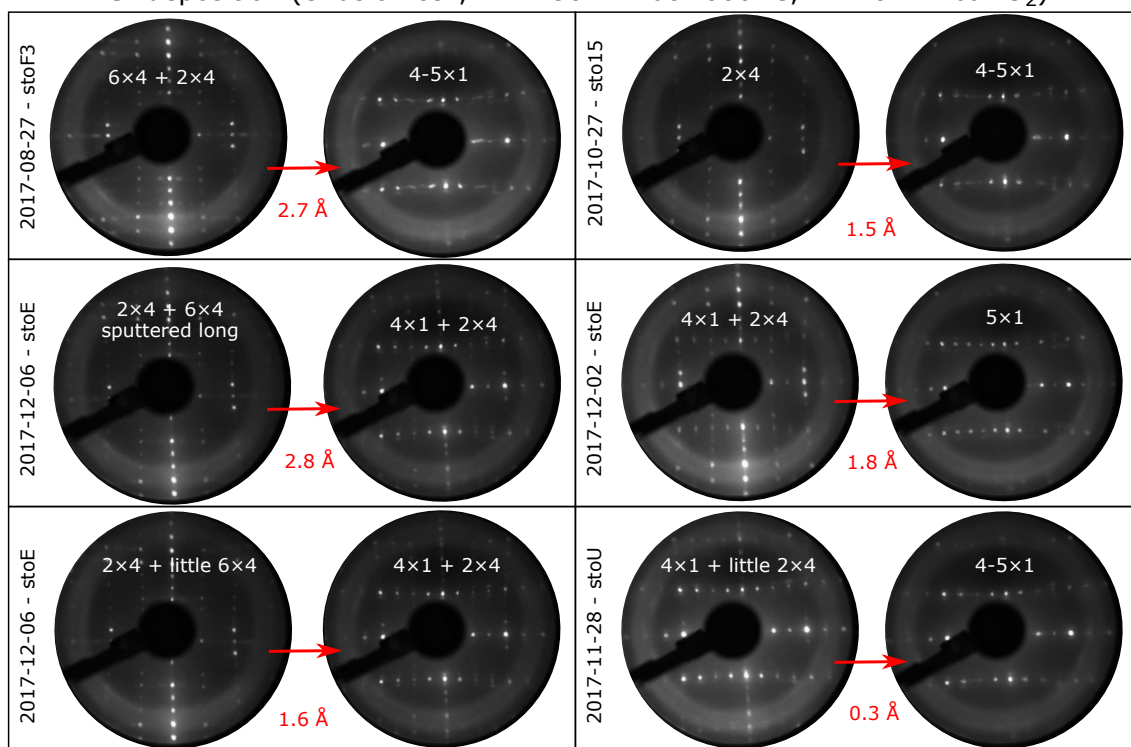 deposition
2017-08-27 - stoF3
6×4 + 2×4
4-5×1
2.7 Å
2017-10-27 - sto15
2×4
4-5×1
1.5 Å
2017-12-06 - stoE
2×4 + 6×4
sputtered long
4×1 + 2×4
2.8 Å
2017-12-02 - stoE
4×1 + 2×4
5×1
1.8 Å
2017-12-06 - stoE
2×4 + little 6×4
4×1 + 2×4
1.6 Å
2017-11-28 - stoU
4×1 + little 2×4
4-5×1
0.3 Å